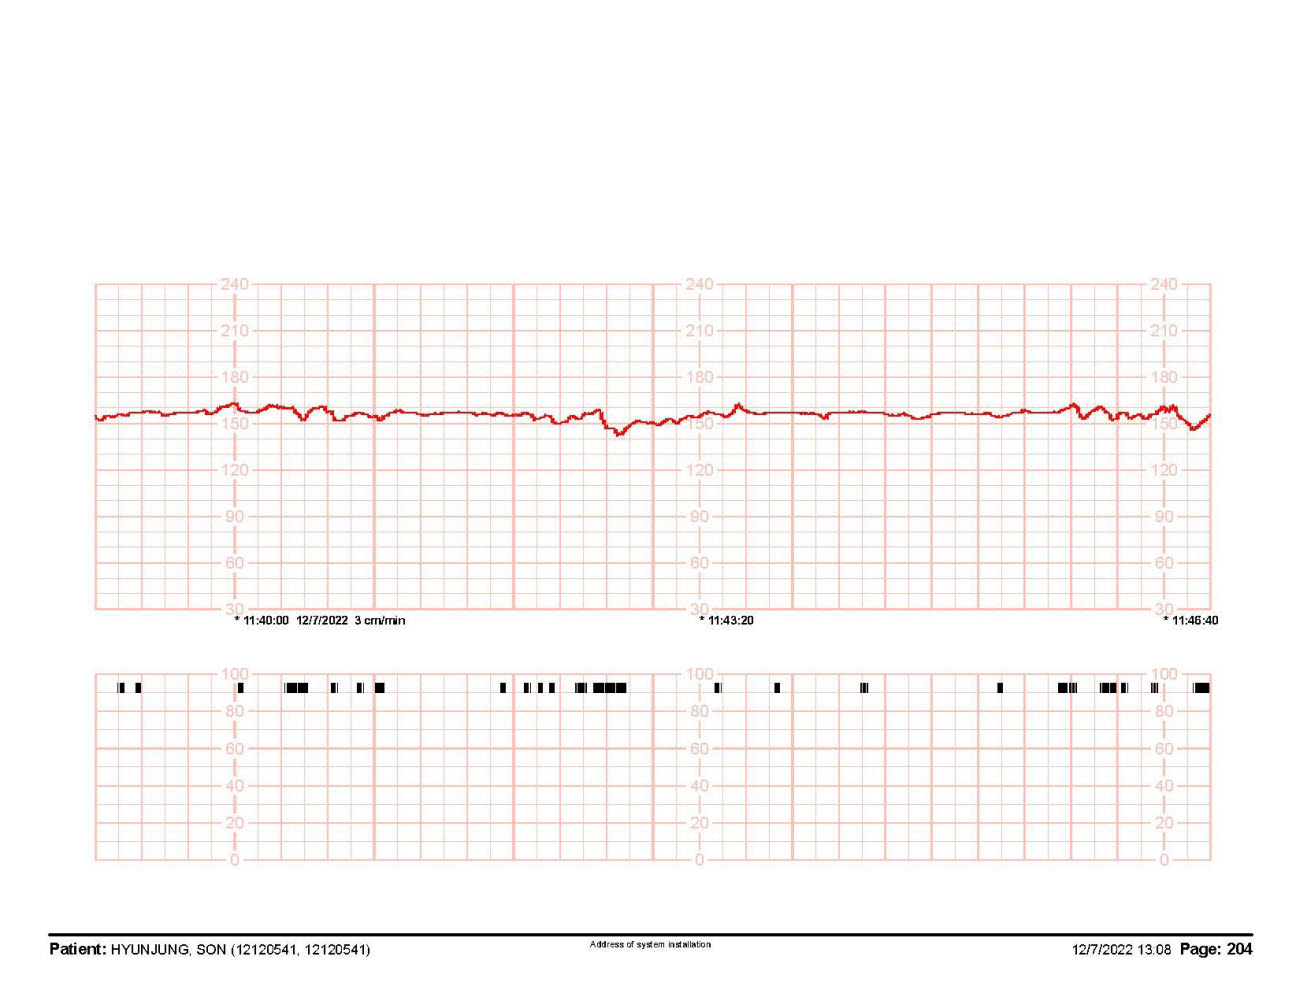 240 240 240
210 210 210
180 180 180
150 150 150
120 120 120
90 90 90
60 60 60
30 30 30
* 11:40:00 12/7/2022 3 cm/min * 11:43:20 * 11:46:40
100 100 100
80 80 80
60 60 60
40 40 40
20 20 20
0 0 0
Patient: HYUNJUNG, SON (12120541, 12120541) Address of system installation 12/7/2022 13:08 Page: 204